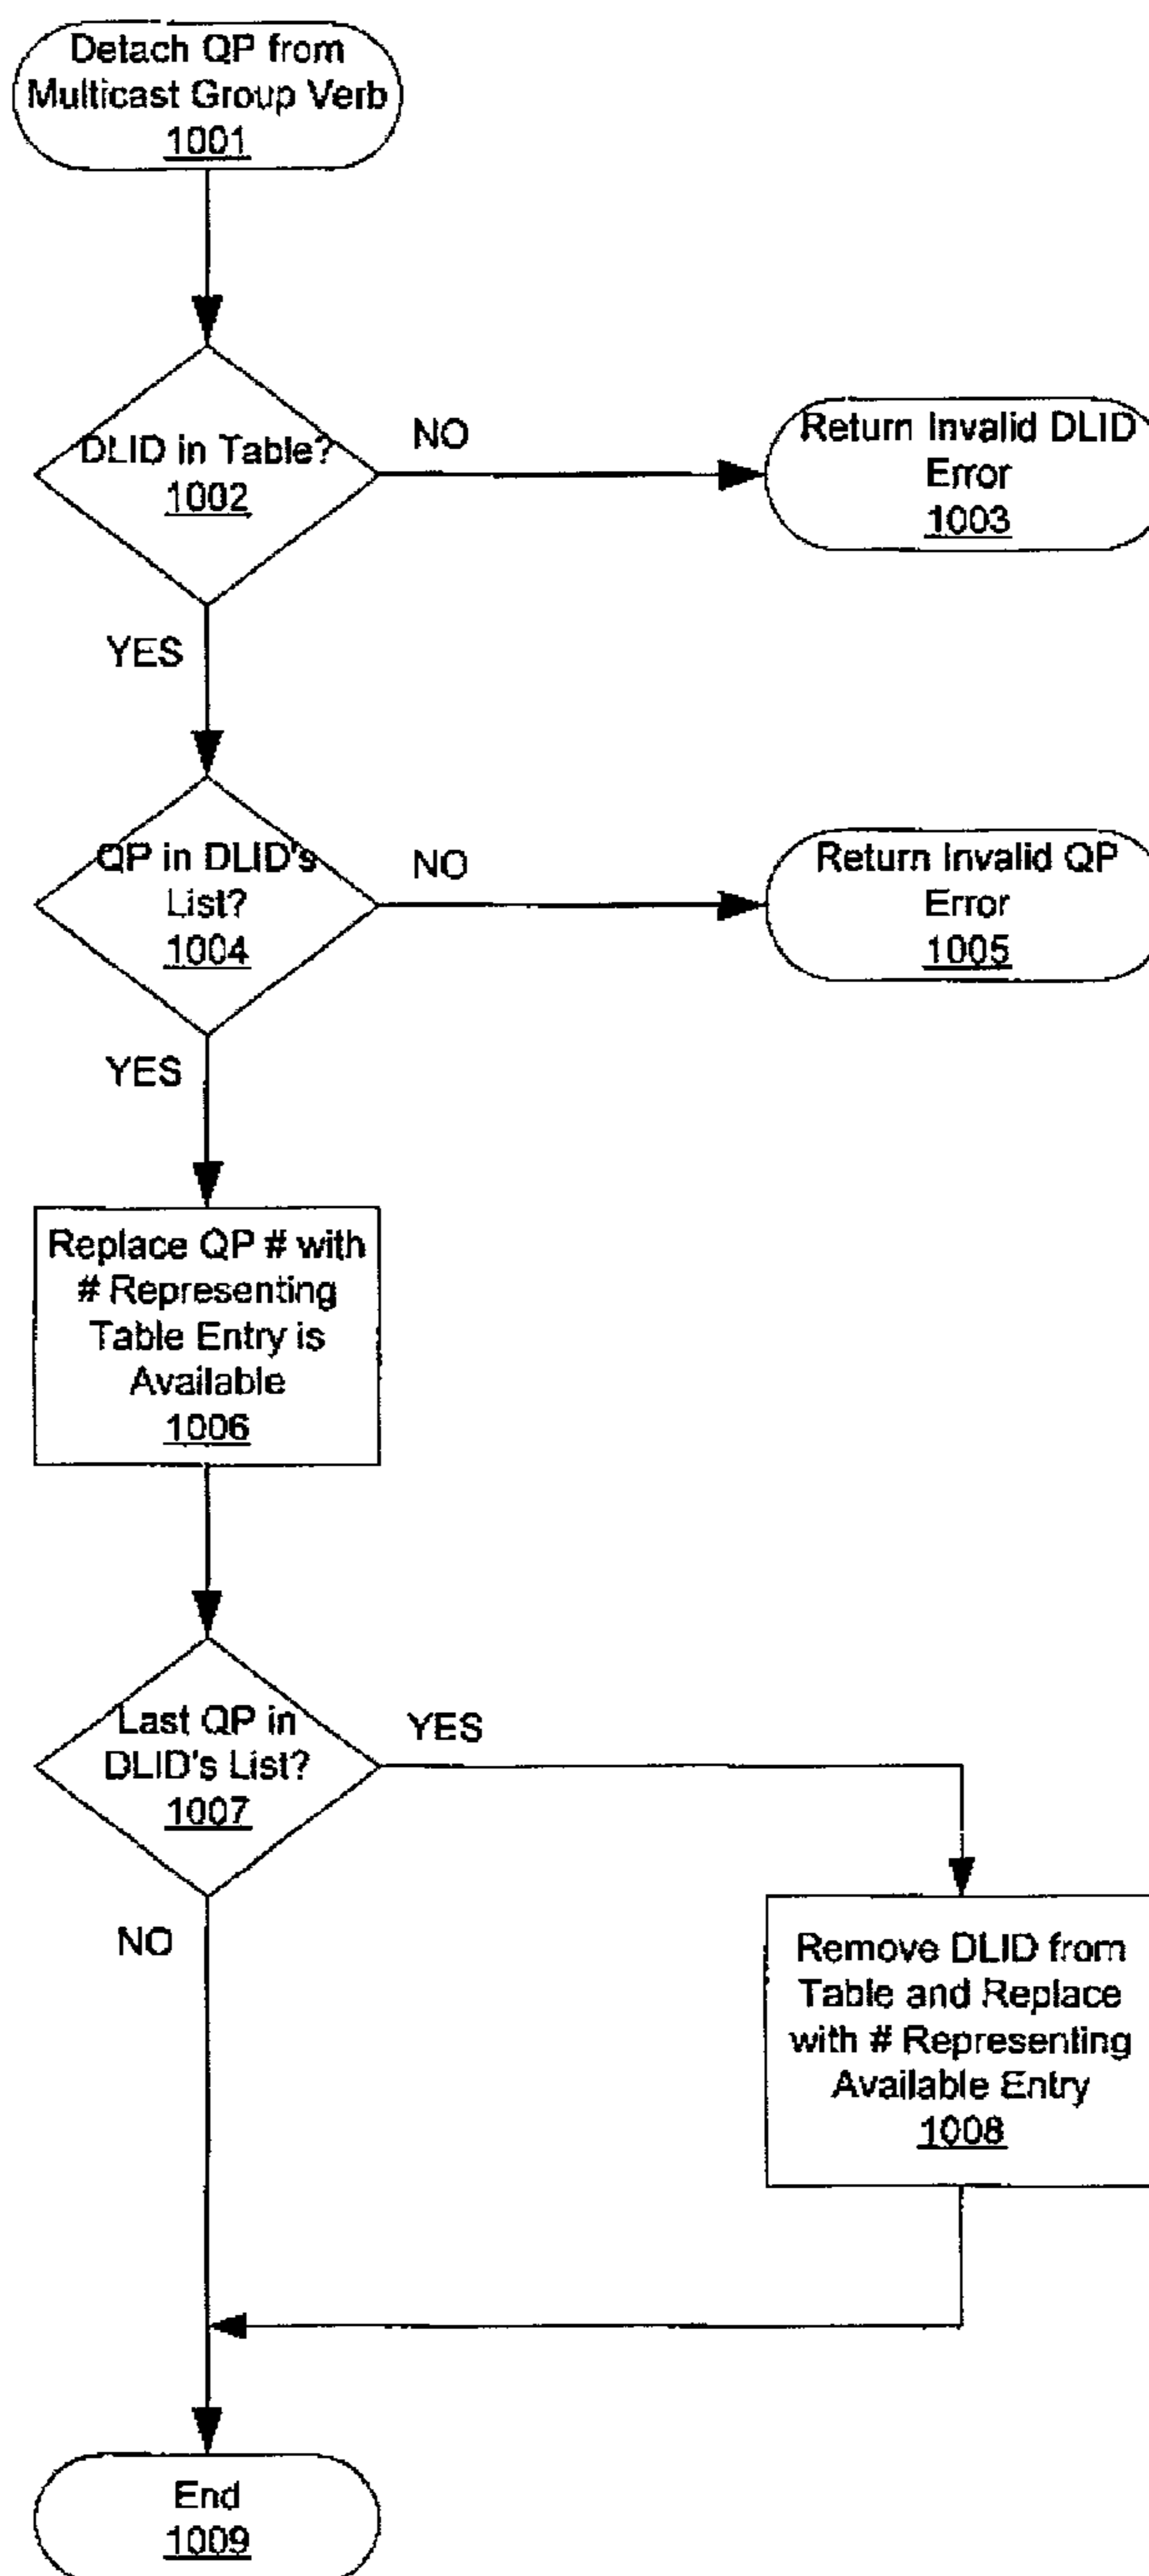 Detach QP from
Multicast Group Verb
1001
DLID in Table?
1002
NO
Return Invalid DLID
Error
1003
YES
QP in DLID's
List?
1004
NO
Return Invalid QP
Error
1005
YES
Replace QP # with
# Representing
Table Entry is
Available
1006
Last QP in
DLID's List?
1007
YES
NO
Remove DLID from
Table and Replace
with # Representing
Available Entry
1008
End
1009